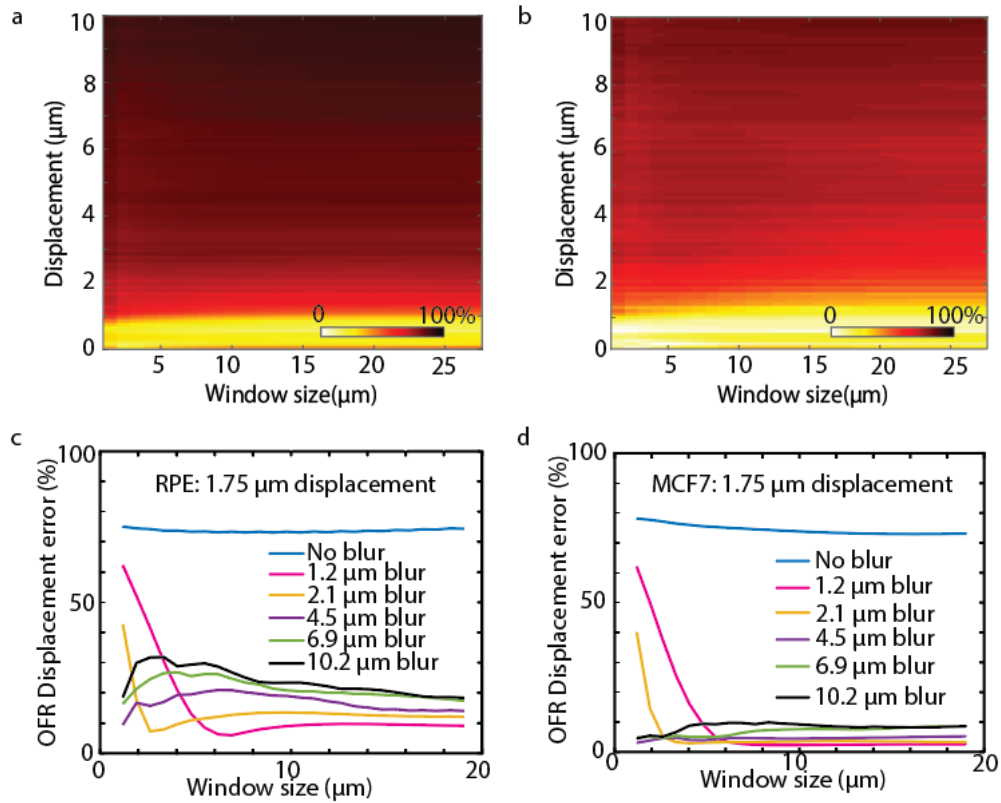 a
10
8
6
4
2
0
Displacement (μm)
0 100%
5 10 15 20 25
Window size(μm)
b
10
8
6
4
2
0
Displacement (μm)
0 100%
5 10 15 20 25
Window size(μm)
c
100
50
0
OFR Displacement error (%)
RPE: 1.75 μm displacement
No blur
1.2 μm blur
2.1 μm blur
4.5 μm blur
6.9 μm blur
10.2 μm blur
0 10 20
Window size (μm)
d
100
50
0
OFR Displacement error (%)
MCF7: 1.75 μm displacement
No blur
1.2 μm blur
2.1 μm blur
4.5 μm blur
6.9 μm blur
10.2 μm blur
0 10 20
Window size (μm)